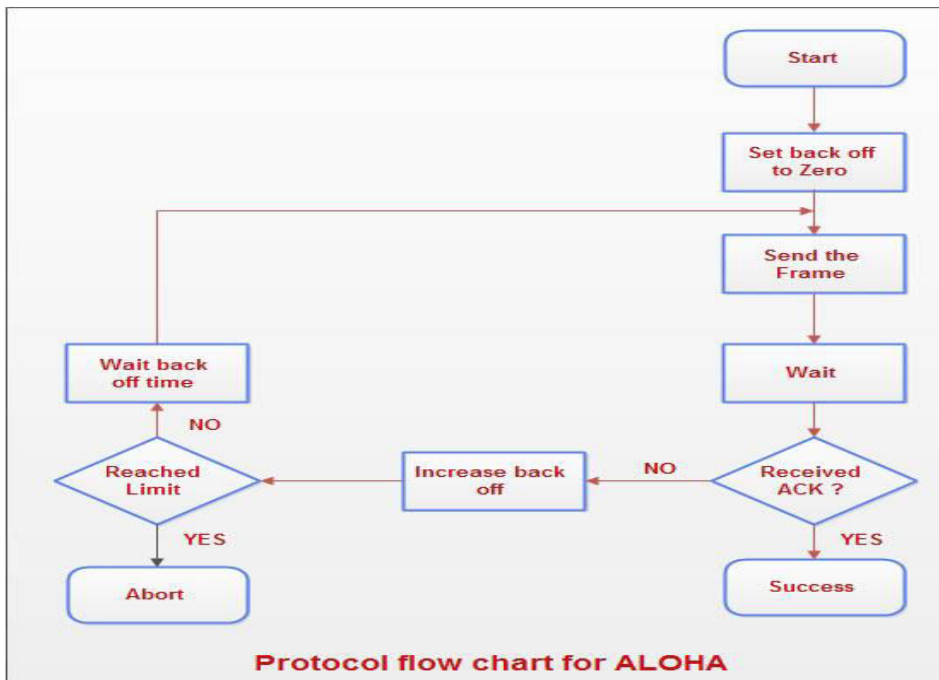 Start
Set back off
to Zero
Send the
Frame
Wait back
off time
Wait
NO
Reached
Limit
Increase back
off
NO
Received
ACK ?
YES
YES
Abort
Success
Protocol flow chart for ALOHA